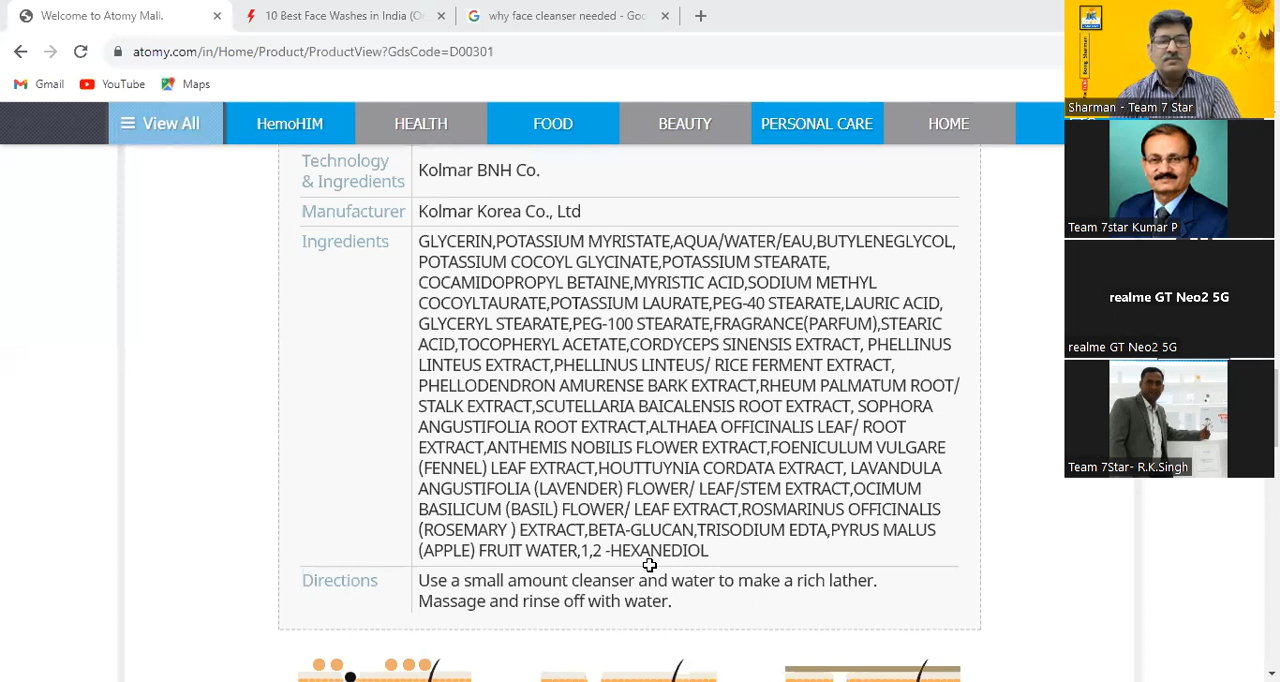 Welcome to Atomy Mall.
10 Best Face Washes in India (O
why face cleanser needed - Goo
atomy.com/in/Home/Product/ProductView?GdsCode=D00301
Gmail YouTube Maps
View All HemoHIM HEALTH FOOD BEAUTY PERSONAL CARE HOME
Technology
& Ingredients
Kolmar BNH Co.
Manufacturer Kolmar Korea Co., Ltd
Ingredients GLYCERIN,POTASSIUM MYRISTATE,AQUA/WATER/EAU,BUTYLENEGLYCOL,
POTASSIUM COCOYL GLYCINATE,POTASSIUM STEARATE,
COCAMIDOPROPYL BETAINE,MYRISTIC ACID,SODIUM METHYL
COCOYLTAURATE,POTASSIUM LAURATE,PEG-40 STEARATE,LAURIC ACID,
GLYCERYL STEARATE,PEG-100 STEARATE,FRAGRANCE(PARFUM),STEARIC
ACID,TOCOPHERYL ACETATE,CORDYCEPS SINENSIS EXTRACT, PHELLINUS
LINTEUS EXTRACT,PHELLINUS LINTEUS/ RICE FERMENT EXTRACT,
PHELLODENDRON AMURENSE BARK EXTRACT,RHEUM PALMATUM ROOT/
STALK EXTRACT,SCUTELLARIA BAICALENSIS ROOT EXTRACT, SOPHORA
ANGUSTIFOLIA ROOT EXTRACT,ALTHAEA OFFICINALIS LEAF/ ROOT
EXTRACT,ANTHEMIS NOBILIS FLOWER EXTRACT,FOENICULUM VULGARE
(FENNEL) LEAF EXTRACT,HOUTTUYNIA CORDATA EXTRACT, LAVANDULA
ANGUSTIFOLIA (LAVENDER) FLOWER/ LEAF/STEM EXTRACT,OCIMUM
BASILICUM (BASIL) FLOWER/ LEAF EXTRACT,ROSMARINUS OFFICINALIS
(ROSEMARY ) EXTRACT,BETA-GLUCAN,TRISODIUM EDTA,PYRUS MALUS
(APPLE) FRUIT WATER,1,2 -HEXANEDIOL
Directions Use a small amount cleanser and water to make a rich lather.
Massage and rinse off with water.
Being Sharman
Sharman - Team 7 Star
Team 7star Kumar P
realme GT Neo2 5G
realme GT Neo2 5G
Team 7Star- R.K.Singh